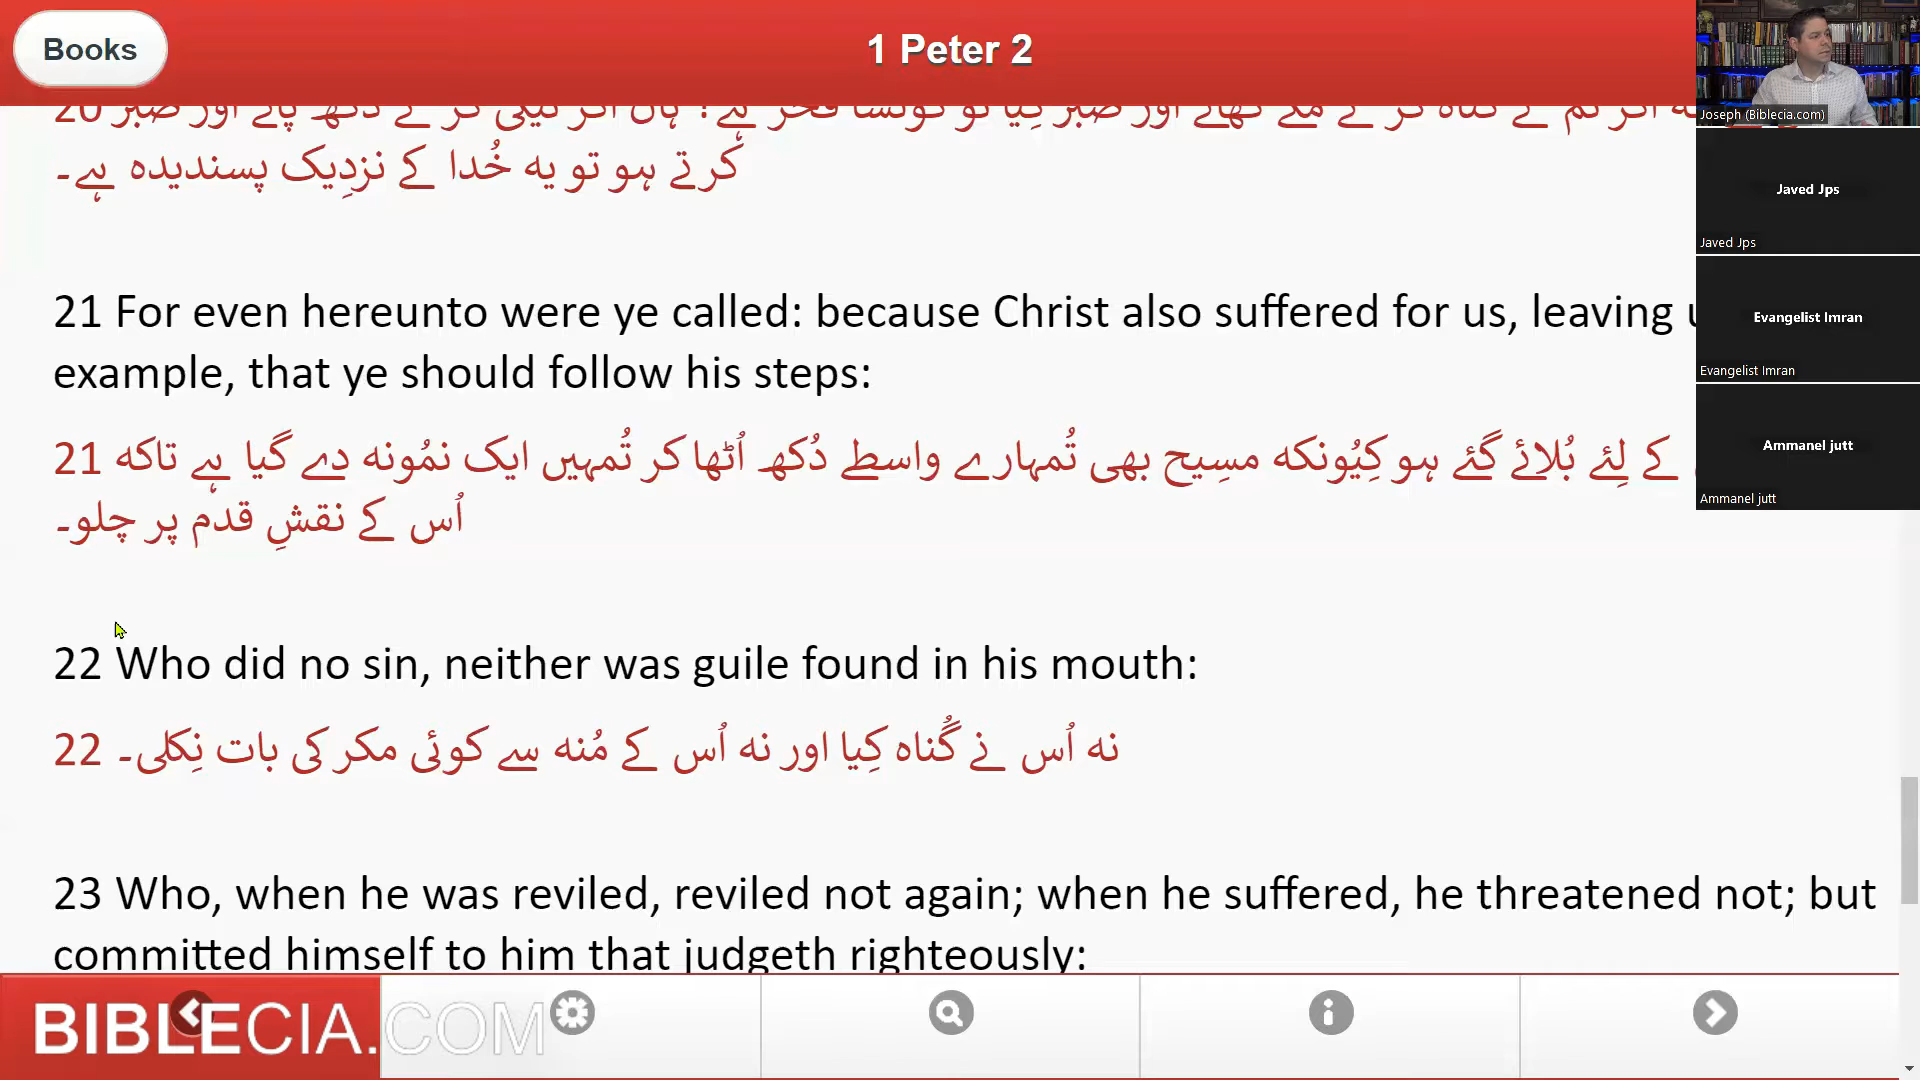 Books
1 Peter 2
کرتے ہو تو یہ خُدا کے نزدِیک پسندیدہ ہے۔
21 For even hereunto were ye called: because Christ also suffered for us, leaving
example, that ye should follow his steps:
21 کے لِئے بُلائے گئے ہو کِیُونکہ مسِیح بھی تُمہارے واسطے دُکھ اُٹھا کر تُمہیں ایک نمُونہ دے گیا ہے تاکہ
اُس کے نقشِ قدم پر چلو۔
22 Who did no sin, neither was guile found in his mouth:
22 نہ اُس نے گُناہ کِیا اور نہ اُس کے مُنہ سے کوئی مکر کی بات نِکلی۔
23 Who, when he was reviled, reviled not again; when he suffered, he threatened not; but
committed himself to him that judgeth righteously:
BIBLECIA.COM
Joseph (Biblecia.com)
Javed Jps
Javed Jps
Evangelist Imran
Evangelist Imran
Ammanel jutt
Ammanel jutt